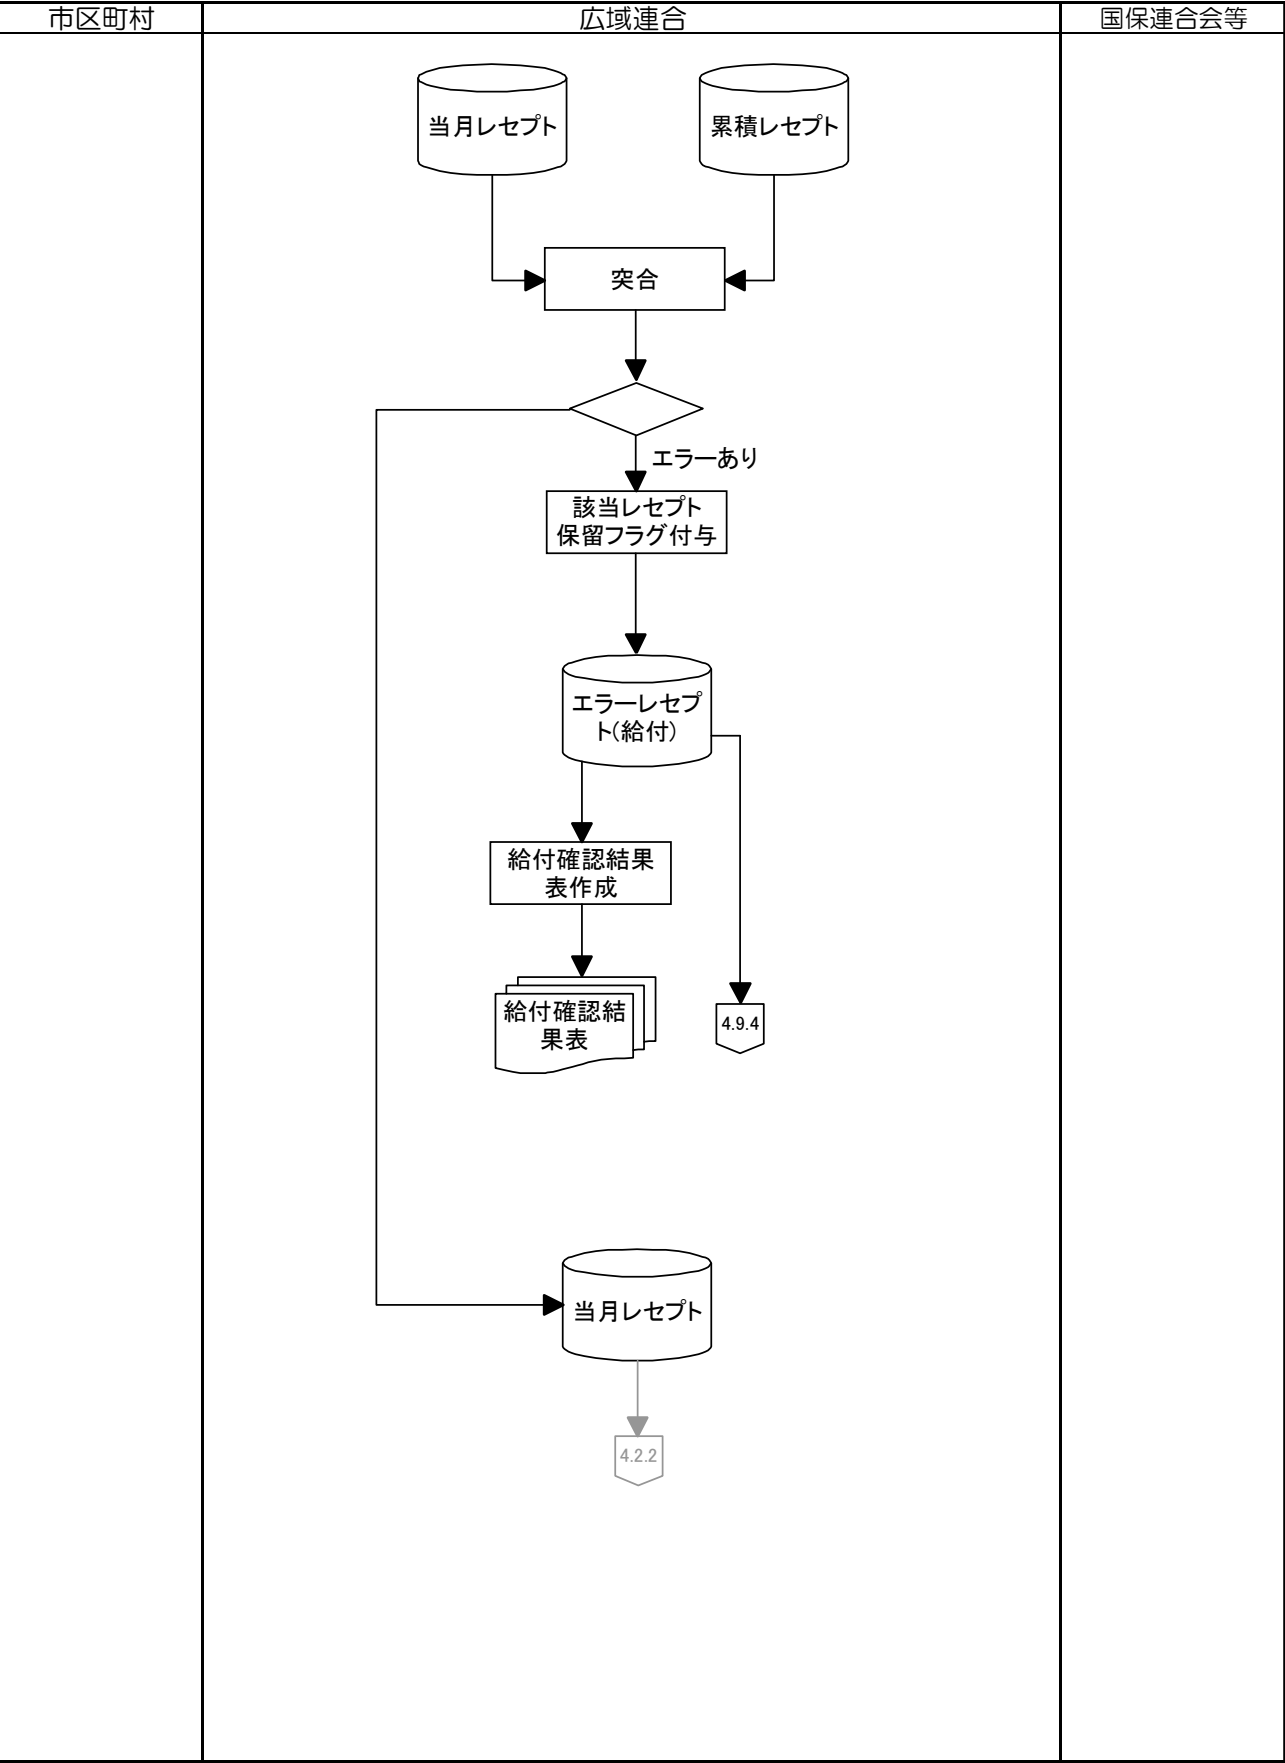 市区町村
広域連合
国保連合会等
当月レセプト
累積レセプト
突合
エラーあり
該当レセプト
保留フラグ付与
エラーレセプ
ト(給付)
給付確認結果
表作成
給付確認結
果表
4.9.4
当月レセプト
4.2.2